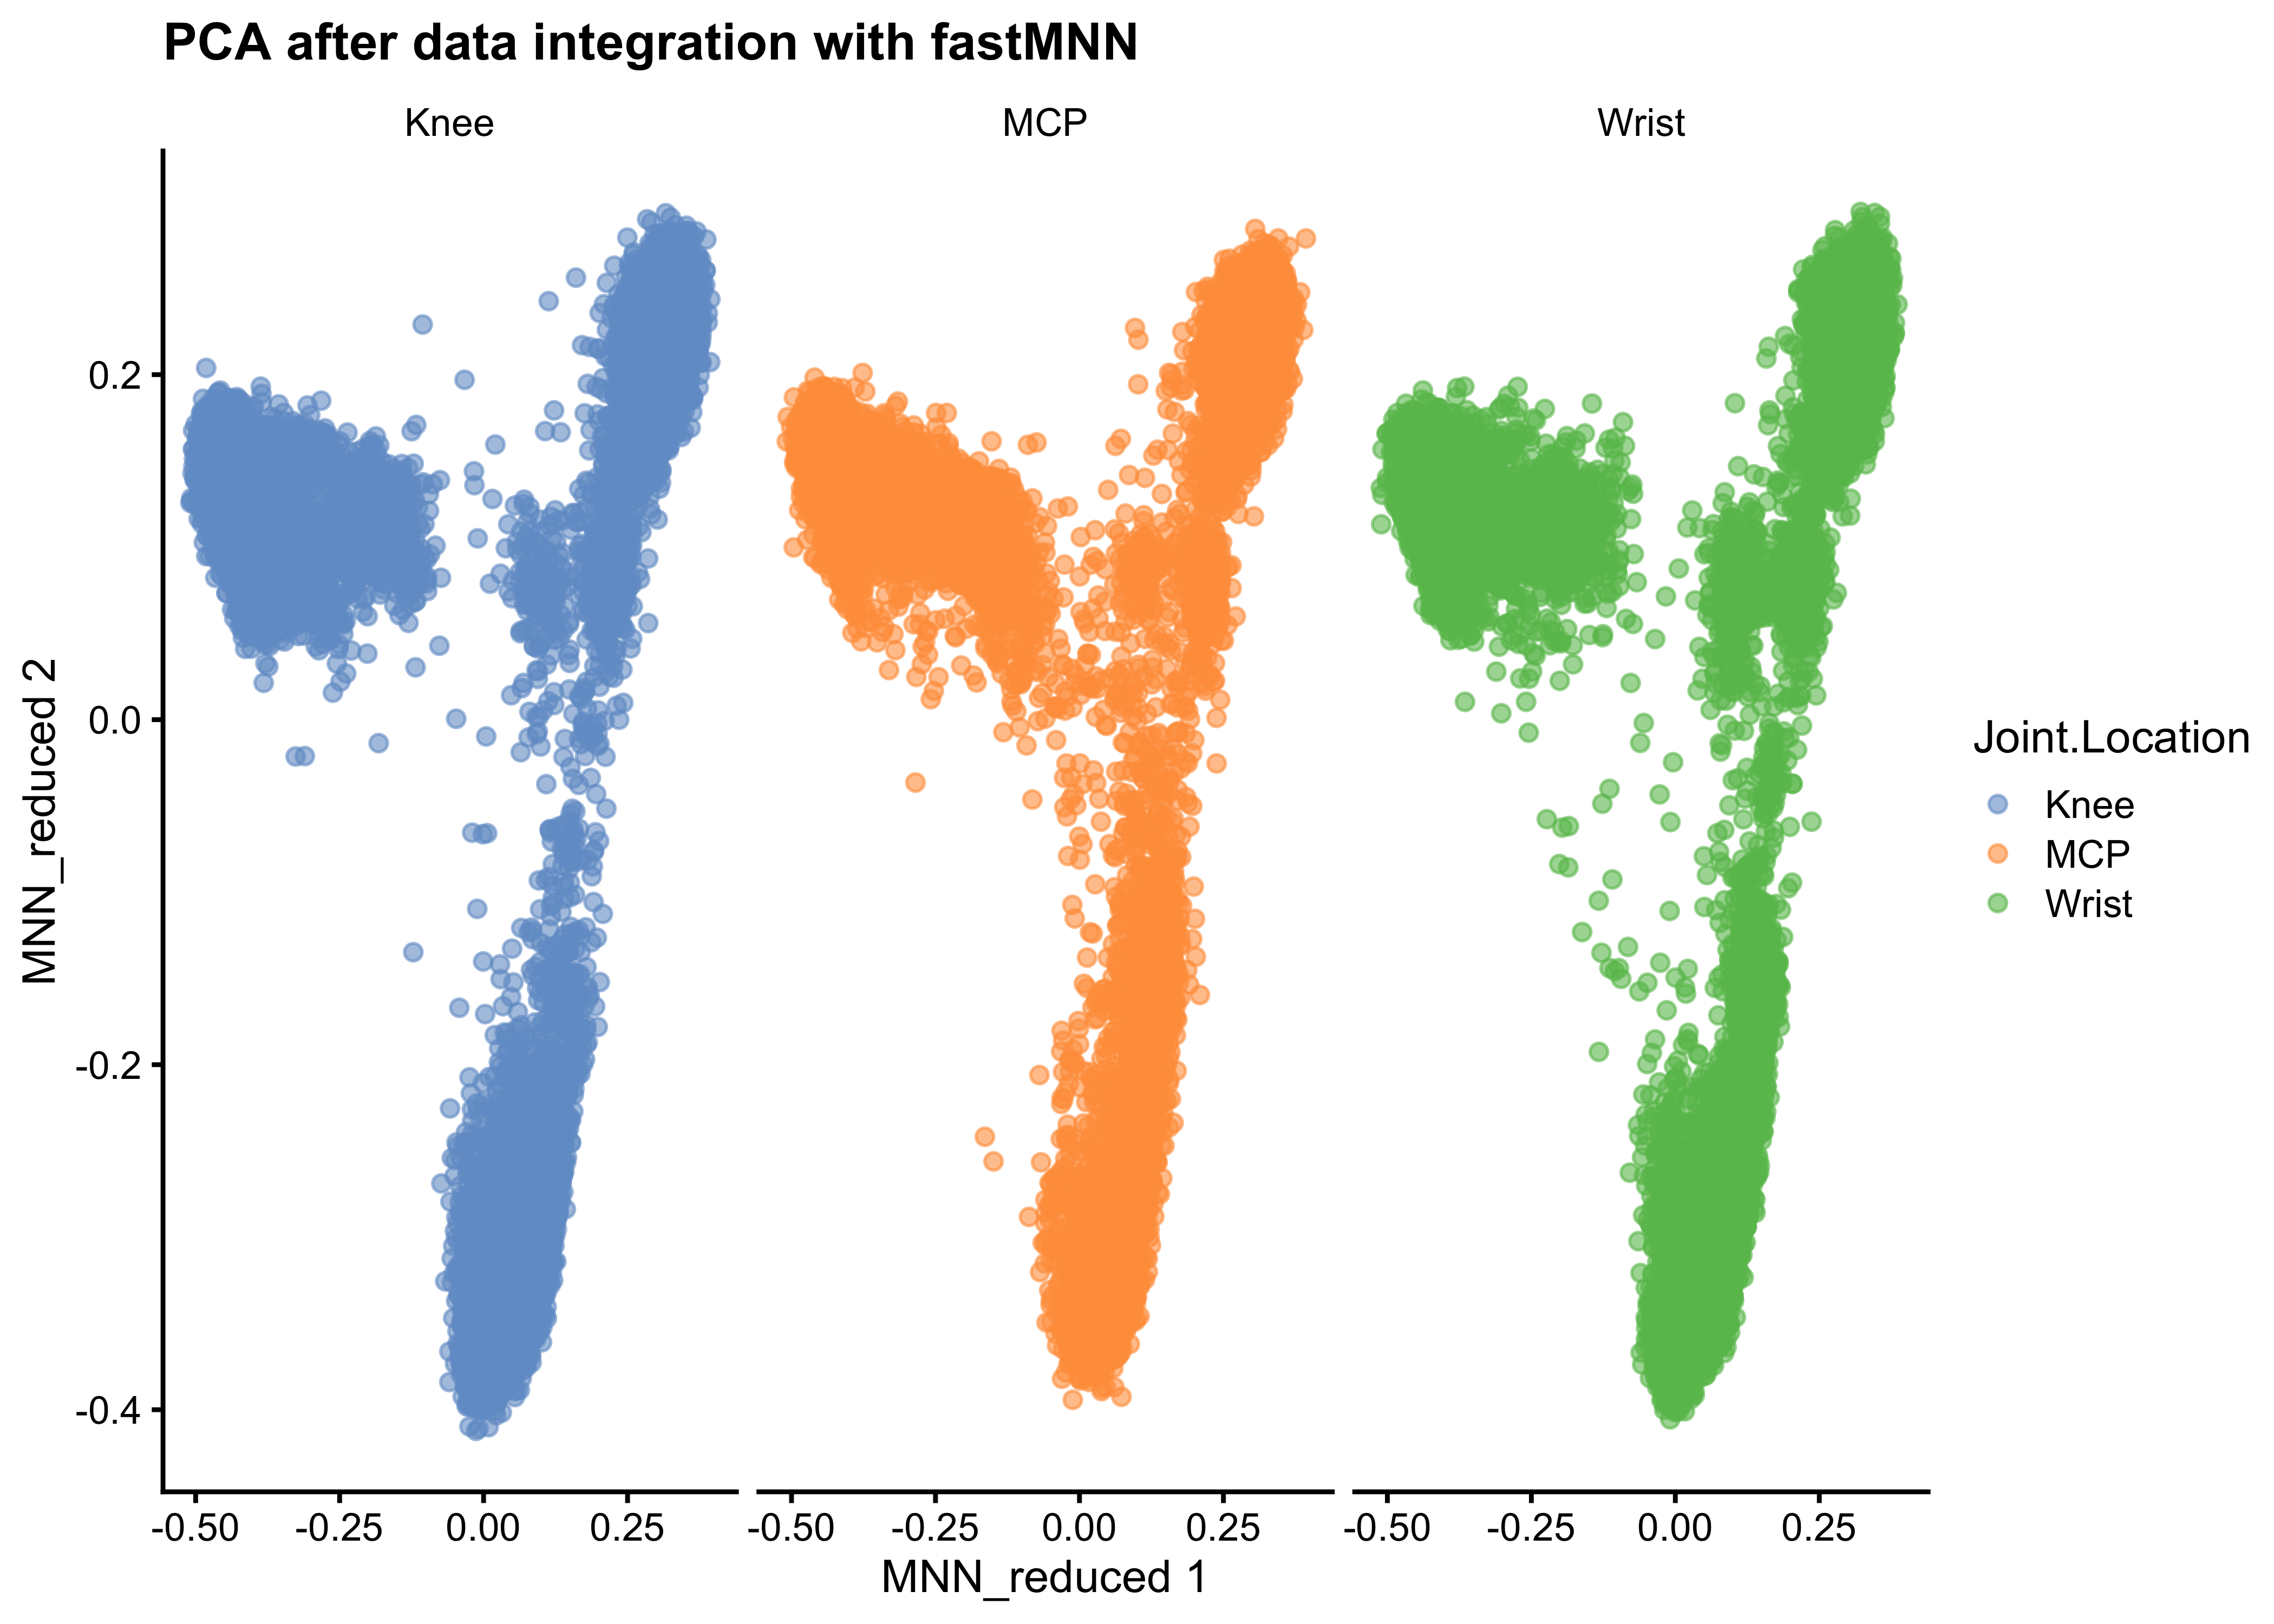 PCA after data integration with fastMNN
Knee
MCP
Wrist
MNN_reduced 2
0.2
0.0
-0.2
-0.4
-0.50 -0.25 0.00 0.25
-0.50 -0.25 0.00 0.25
-0.50 -0.25 0.00 0.25
MNN_reduced 1
Joint.Location
Knee
MCP
Wrist